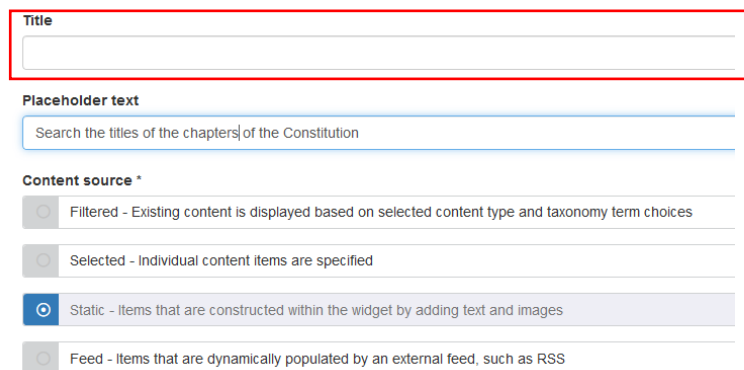 Title
Placeholder text
Search the titles of the chapters of the Constitution
Content source *
Filtered - Existing content is displayed based on selected content type and taxonomy term choices
Selected - Individual content items are specified
Static - Items that are constructed within the widget by adding text and images
Feed - Items that are dynamically populated by an external feed, such as RSS